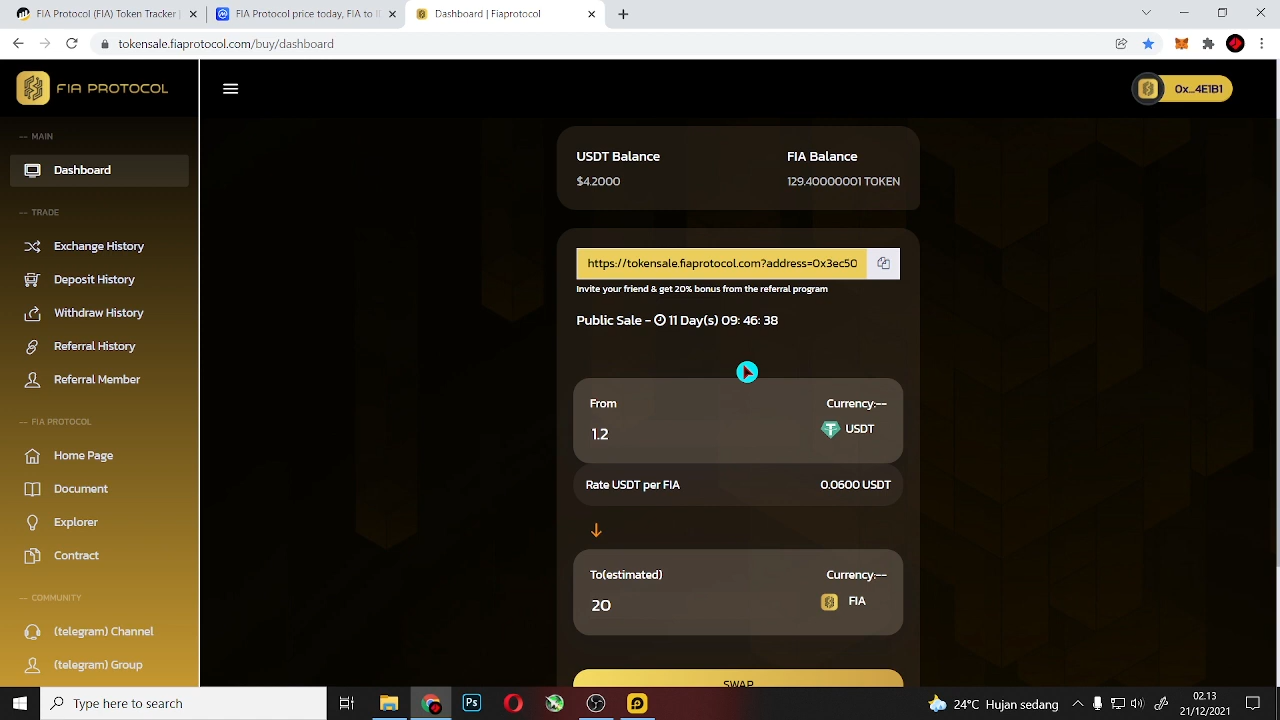 FIA Protocol (FIA) Token Tracker
FIA Protocol price today, FIA to
Dashboard | Fiaprotocol
tokensale.fiaprotocol.com/buy/dashboard
FIA PROTOCOL
0x_4E1B1
-- MAIN
Dashboard
-- TRADE
Exchange History
Deposit History
Withdraw History
Referral History
Referral Member
-- FIA PROTOCOL
Home Page
Document
Explorer
Contract
-- COMMUNITY
(telegram) Channel
(telegram) Group
USDT Balance
FIA Balance
$4.2000
129.40000001 TOKEN
https://tokensale.fiaprotocol.com?address=0x3ec50
Invite your friend & get 20% bonus from the referral program
Public Sale - 11 Day(s) 09: 46: 38
From
Currency:--
1.2
USDT
Rate USDT per FIA
0.0600 USDT
To(estimated)
Currency:--
20
FIA
SWAP
Type here to search
24°C Hujan sedang
02.13
21/12/2021